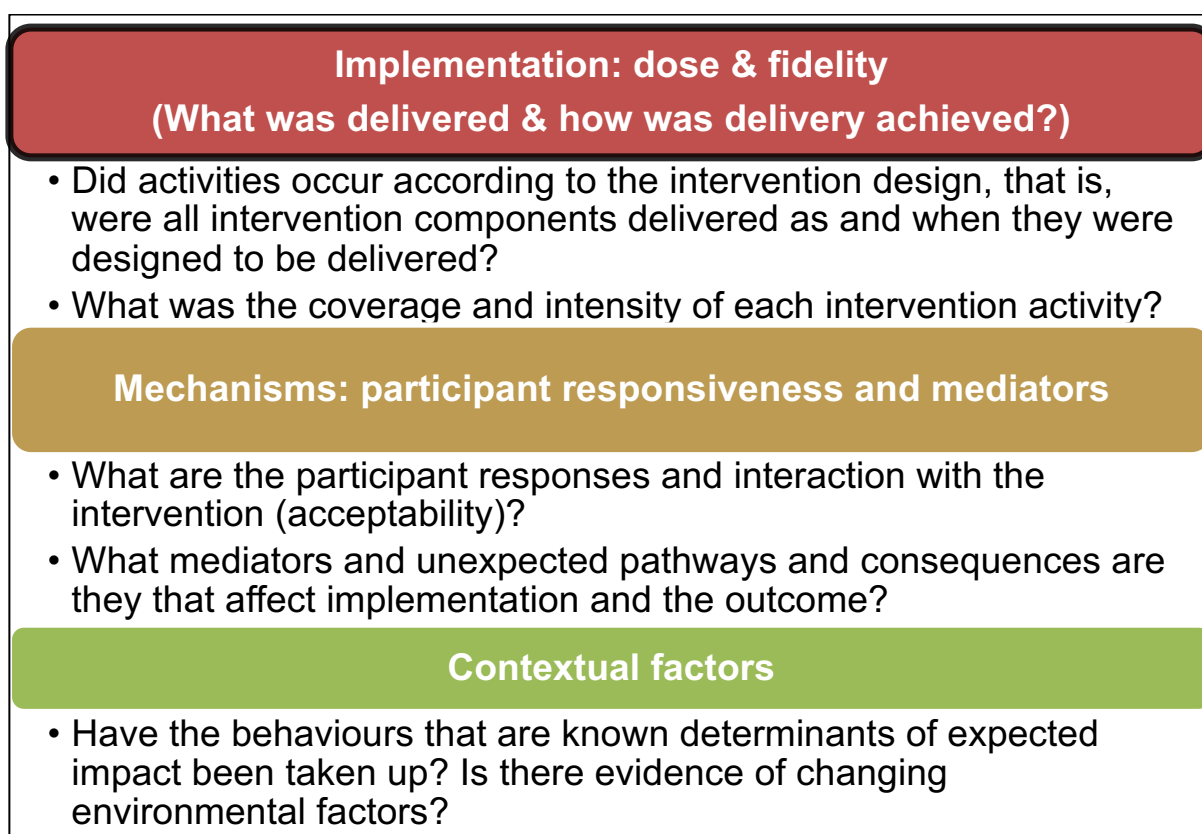 Implementation: dose & fidelity
(What was delivered & how was delivery achieved?)
• Did activities occur according to the intervention design, that is,
were all intervention components delivered as and when they were
designed to be delivered?
• What was the coverage and intensity of each intervention activity?
Mechanisms: participant responsiveness and mediators
• What are the participant responses and interaction with the
intervention (acceptability)?
• What mediators and unexpected pathways and consequences are
they that affect implementation and the outcome?
Contextual factors
• Have the behaviours that are known determinants of expected
impact been taken up? Is there evidence of changing
environmental factors?